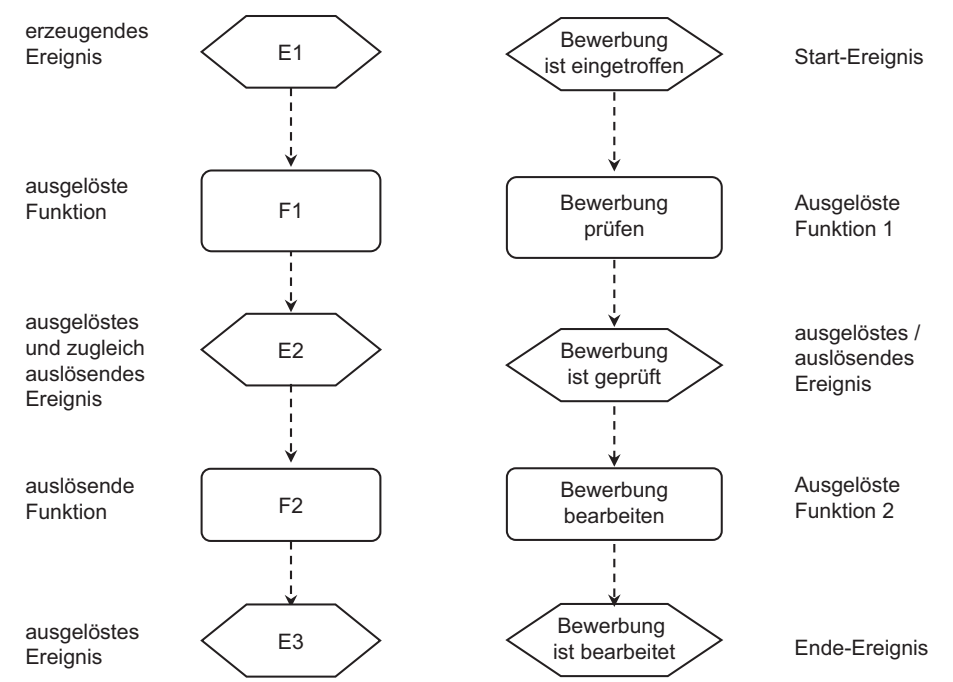 erzeugendes
Ereignis
E1
Bewerbung
ist eingetroffen
Start-Ereignis
ausgelöste
Funktion
F1
Bewerbung
prüfen
Ausgelöste
Funktion 1
ausgelöstes
und zugleich
auslösendes
Ereignis
E2
Bewerbung
ist geprüft
ausgelöstes /
auslösendes
Ereignis
auslösende
Funktion
F2
Bewerbung
bearbeiten
Ausgelöste
Funktion 2
ausgelöstes
Ereignis
E3
Bewerbung
ist bearbeitet
Ende-Ereignis